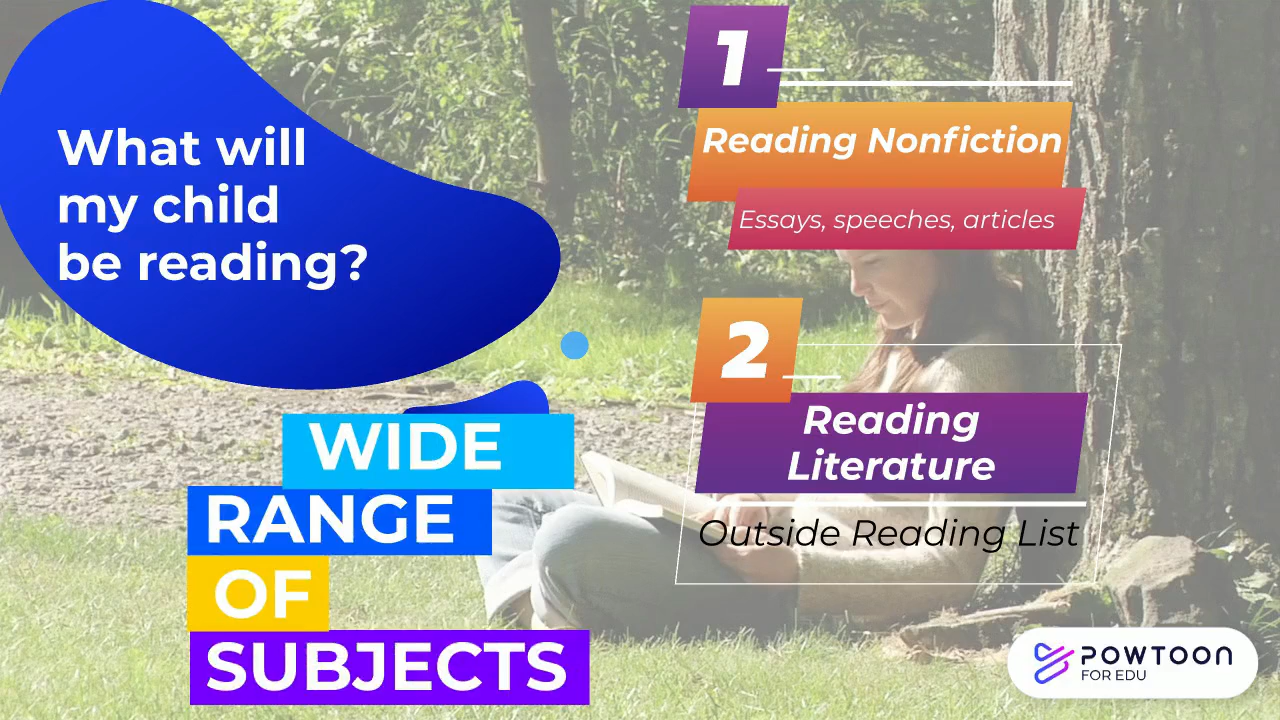 What will
my child
be reading?
WIDE
RANGE
OF
SUBJECTS
1
Reading Nonfiction
Essays, speeches, articles
2
Reading
Literature
Outside Reading List
POWTOON
FOR EDU